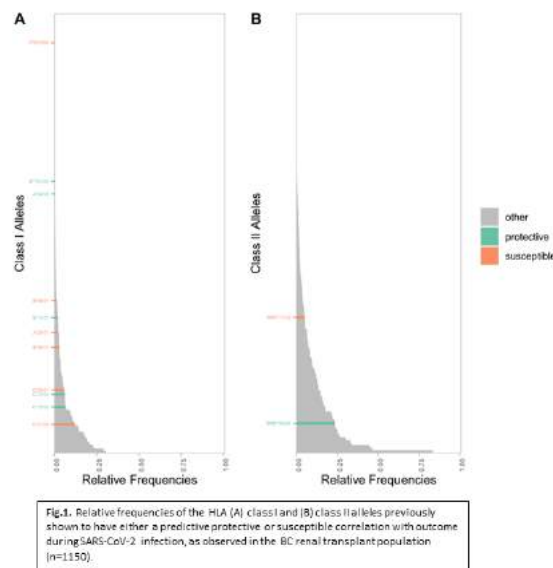 A
B
Class I Alleles
Class II Alleles
other
protective
susceptible
0.00
0.25
0.50
0.75
1.00
0.00
0.25
0.50
0.75
1.00
Relative Frequencies
Relative Frequencies
Fig.1. Relative frequencies of the HLA (A) class I and (B) class II alleles previously
shown to have either a predictive protective or susceptible correlation with outcome
during SARS-CoV-2 infection, as observed in the BC renal transplant population
(n=1150).